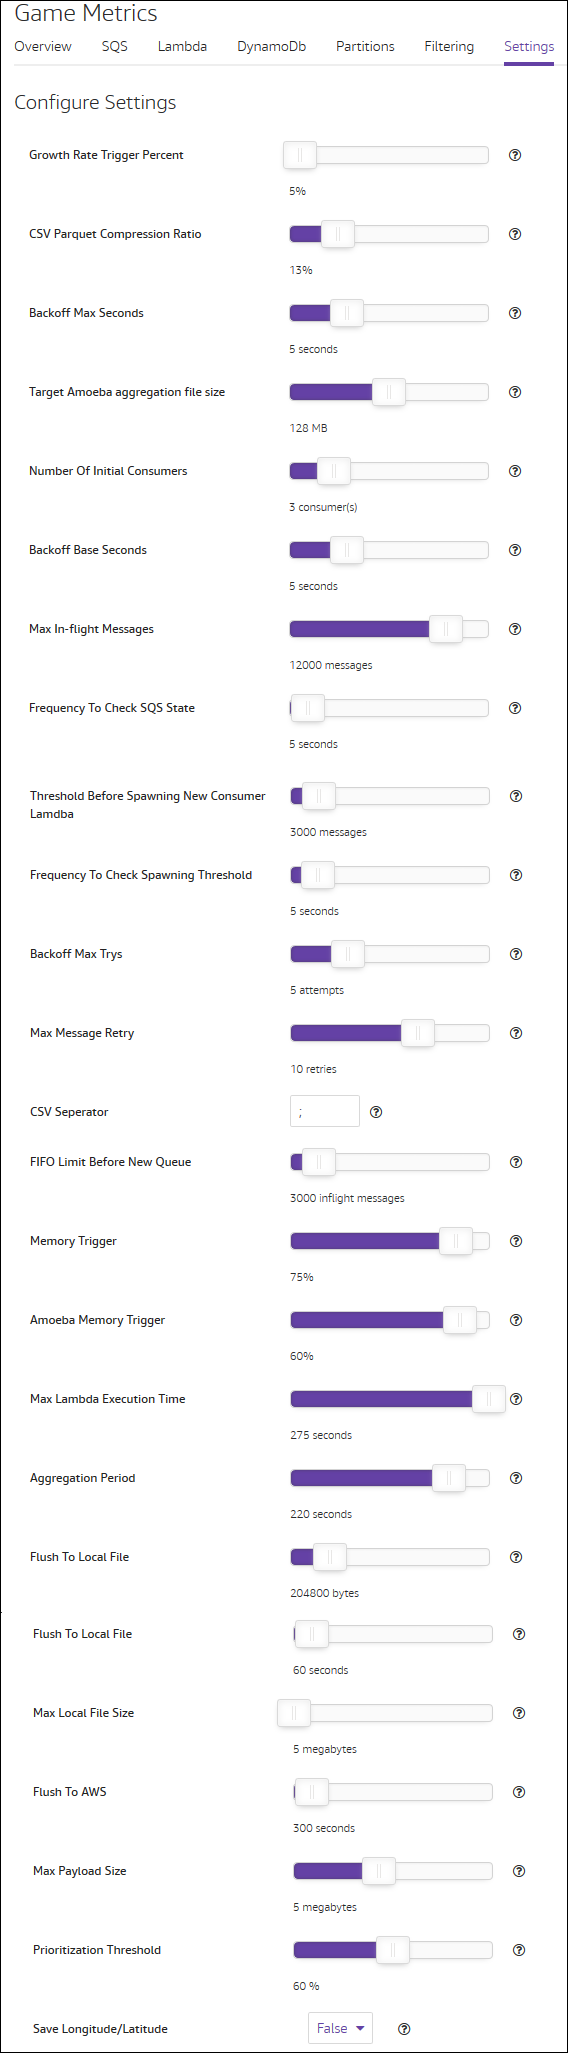 Game Metrics
Overview SQS Lambda DynamoDb Partitions Filtering Settings
Configure Settings
Growth Rate Trigger Percent
5%
CSV Parquet Compression Ratio
13%
Backoff Max Seconds
5 seconds
Target Amoeba aggregation file size
128 MB
Number Of Initial Consumers
3 consumer(s)
Backoff Base Seconds
5 seconds
Max In-flight Messages
12000 messages
Frequency To Check SQS State
5 seconds
Threshold Before Spawning New Consumer
Lamdba
3000 messages
Frequency To Check Spawning Threshold
5 seconds
Backoff Max Trys
5 attempts
Max Message Retry
10 retries
CSV Seperator ;
FIFO Limit Before New Queue
3000 inflight messages
Memory Trigger
75%
Amoeba Memory Trigger
60%
Max Lambda Execution Time
275 seconds
Aggregation Period
220 seconds
Flush To Local File
204800 bytes
Flush To Local File
60 seconds
Max Local File Size
5 megabytes
Flush To AWS
300 seconds
Max Payload Size
5 megabytes
Prioritization Threshold
60 %
Save Longitude/Latitude False